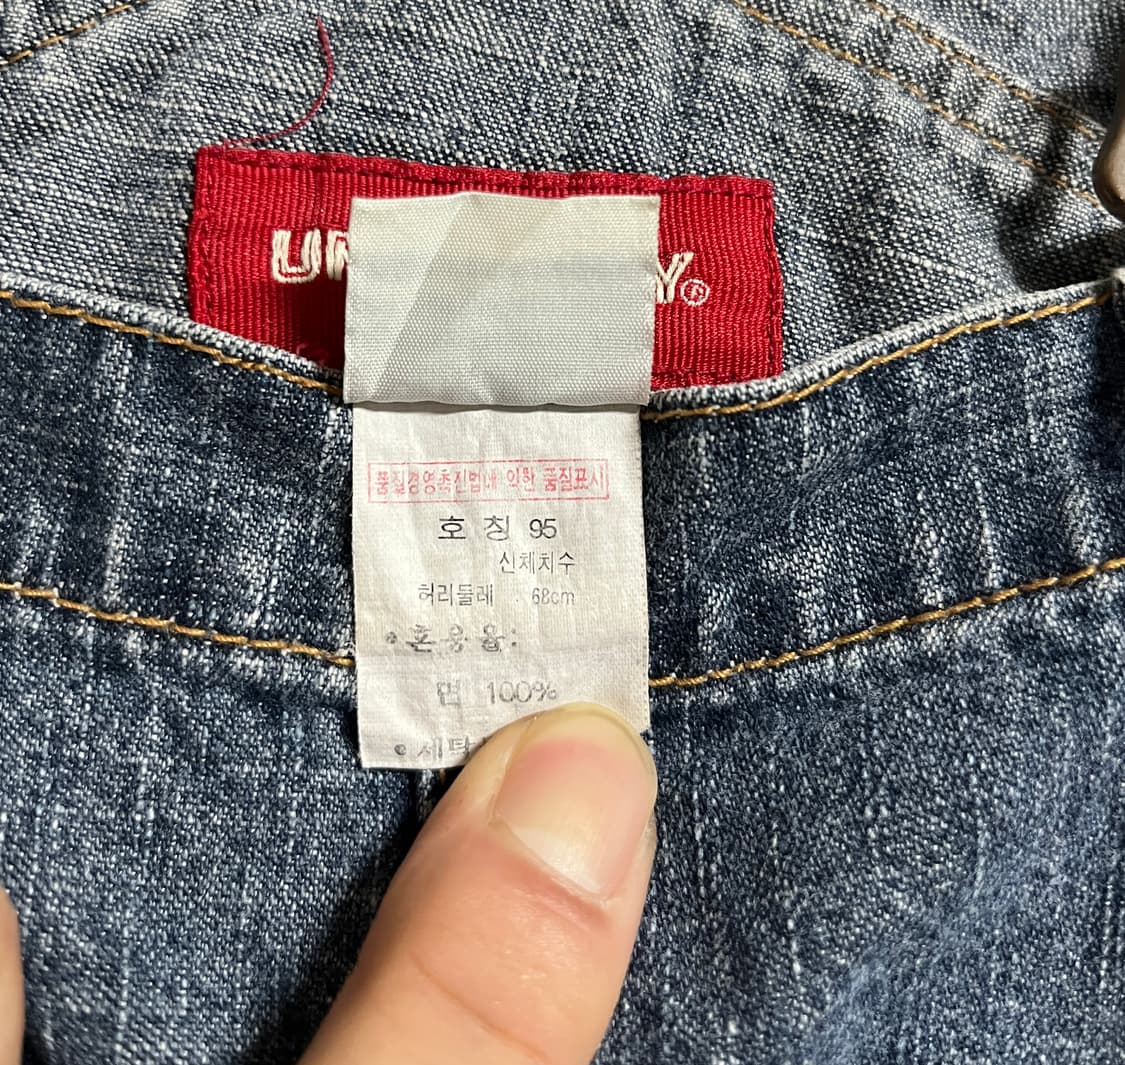 품질경영촉진법에 의한 품질표시
호 칭 95
신체치수
허리둘레 68cm
• 혼용율:
면 100%